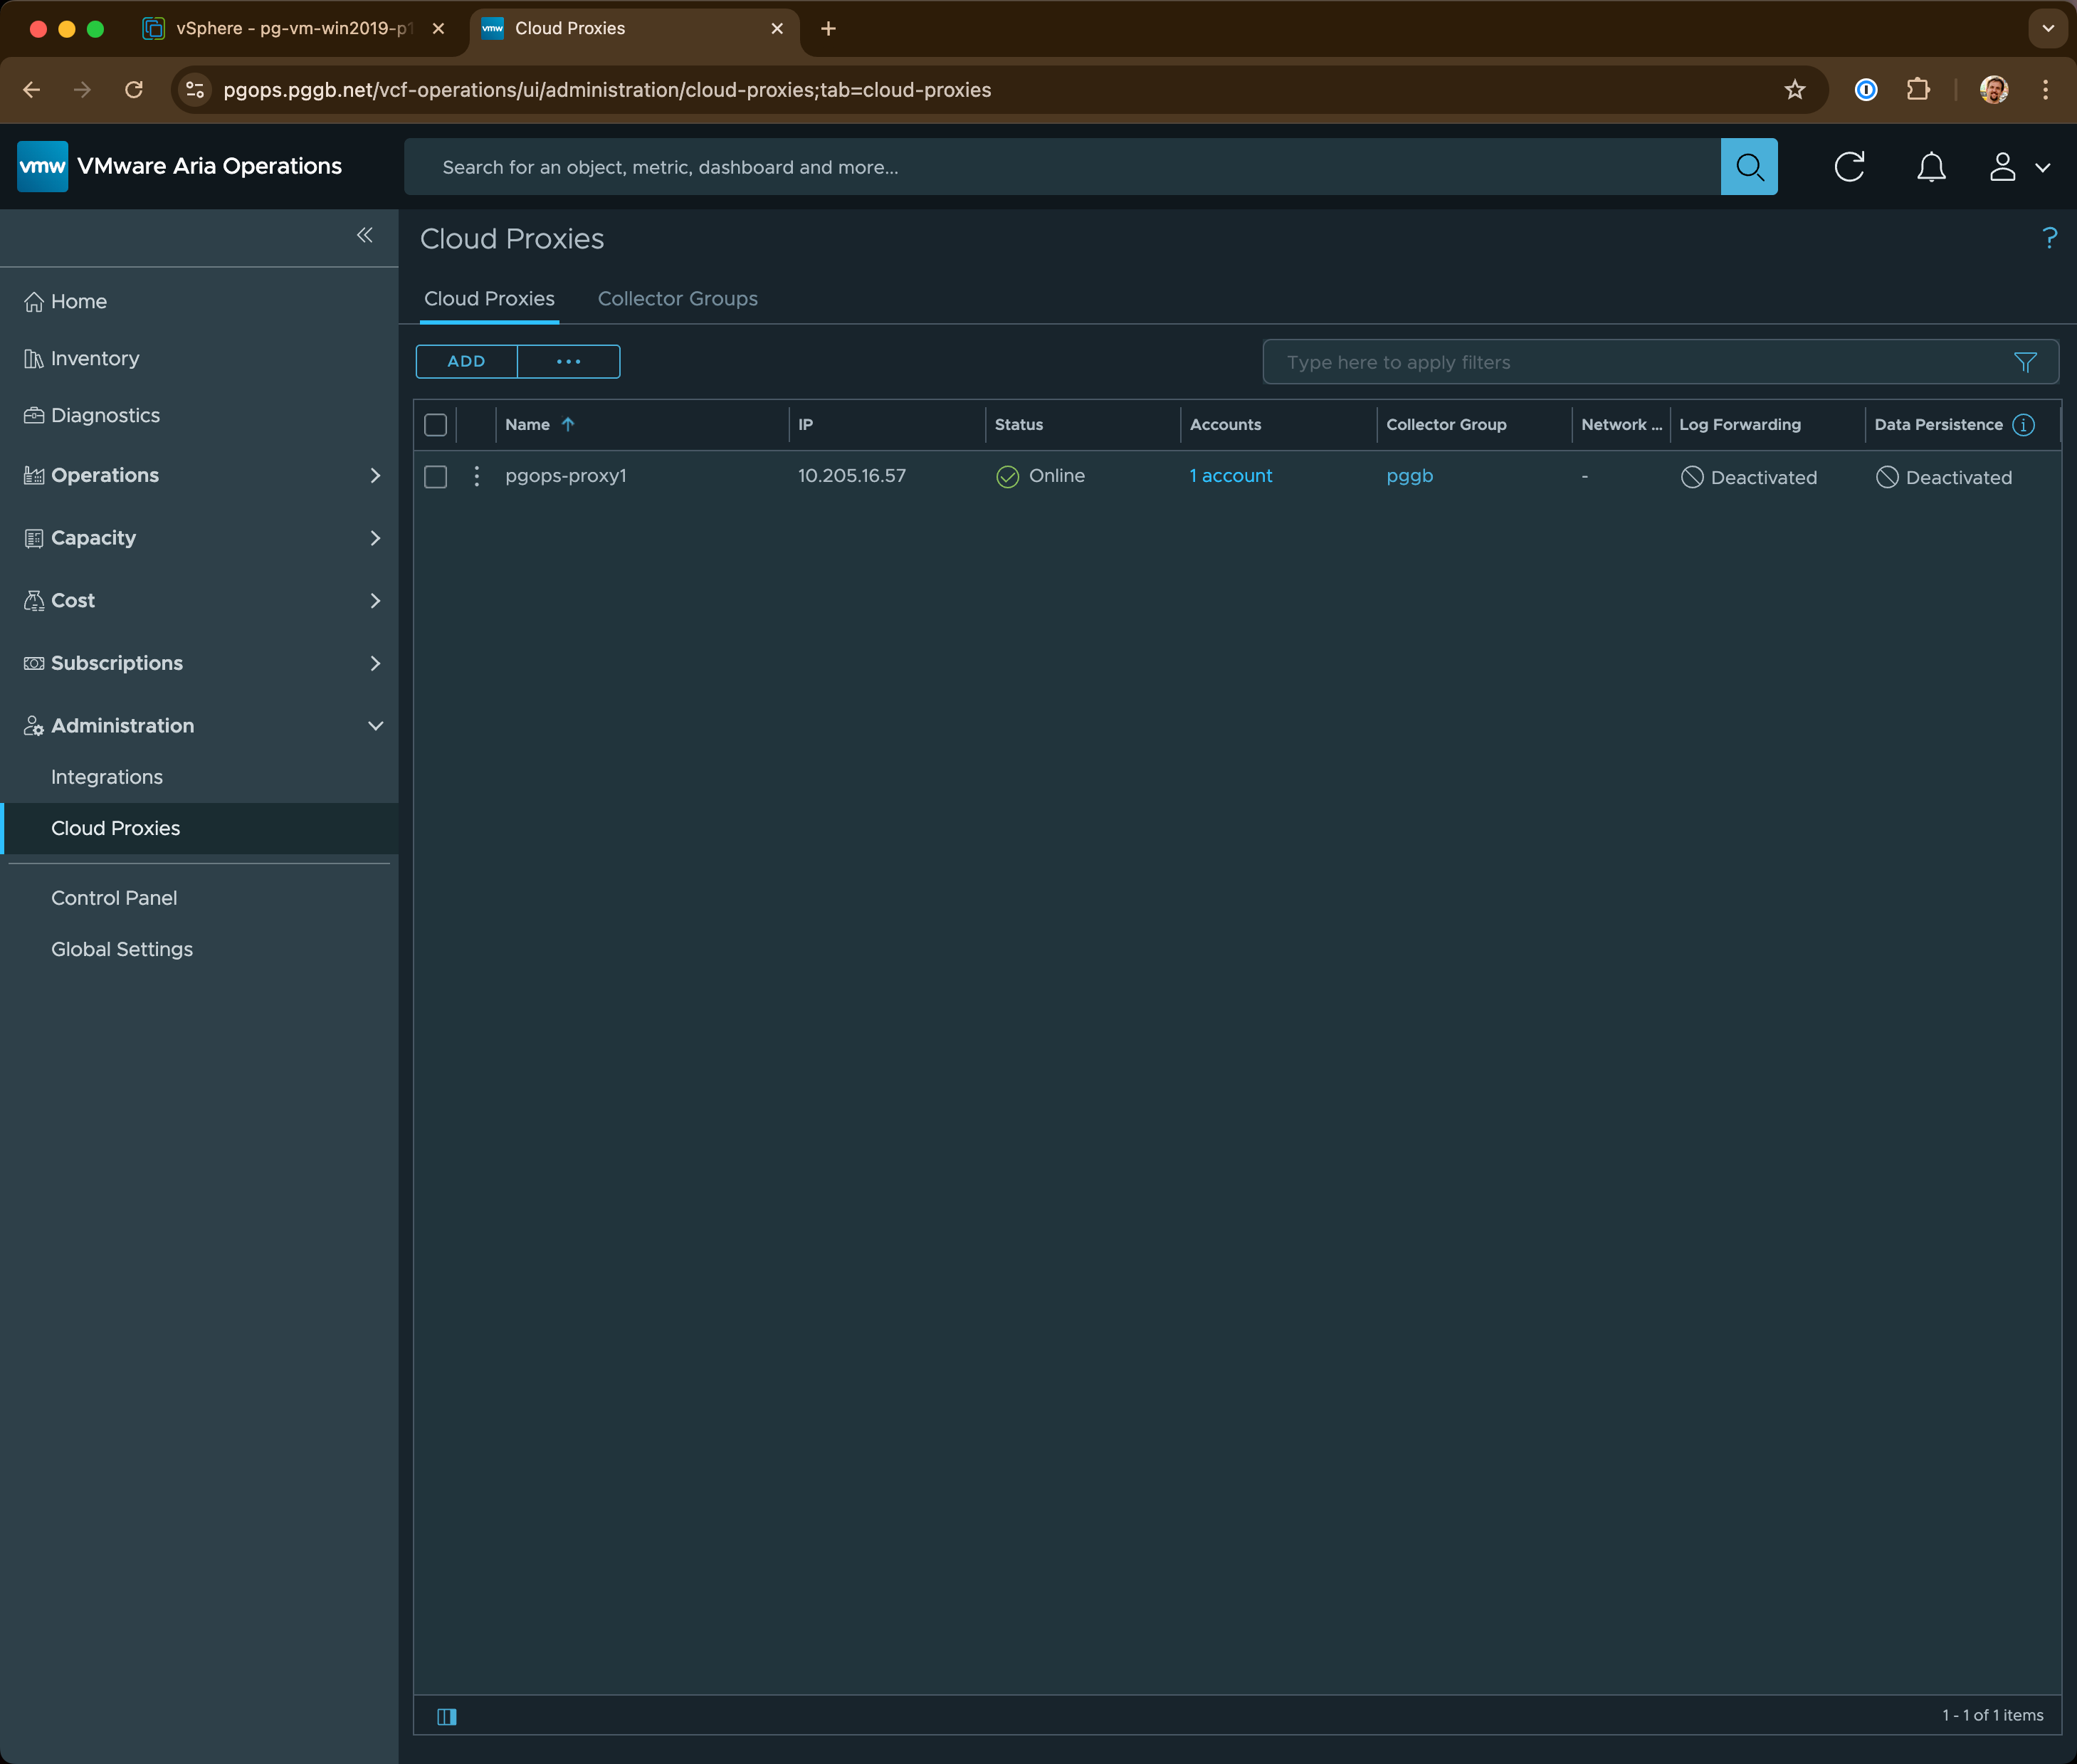 vSphere - pg-vm-win2019-p1
Cloud Proxies
pgops.pggb.net/vcf-operations/ui/administration/cloud-proxies;tab=cloud-proxies
vmw VMware Aria Operations
Search for an object, metric, dashboard and more...
Cloud Proxies
?
Cloud Proxies Collector Groups
ADD
Type here to apply filters
Name IP Status Accounts Collector Group Network ... Log Forwarding Data Persistence
pgops-proxy1 10.205.16.57 Online 1 account pggb - Deactivated Deactivated
Home
Inventory
Diagnostics
Operations
Capacity
Cost
Subscriptions
Administration
Integrations
Cloud Proxies
Control Panel
Global Settings
1 - 1 of 1 items